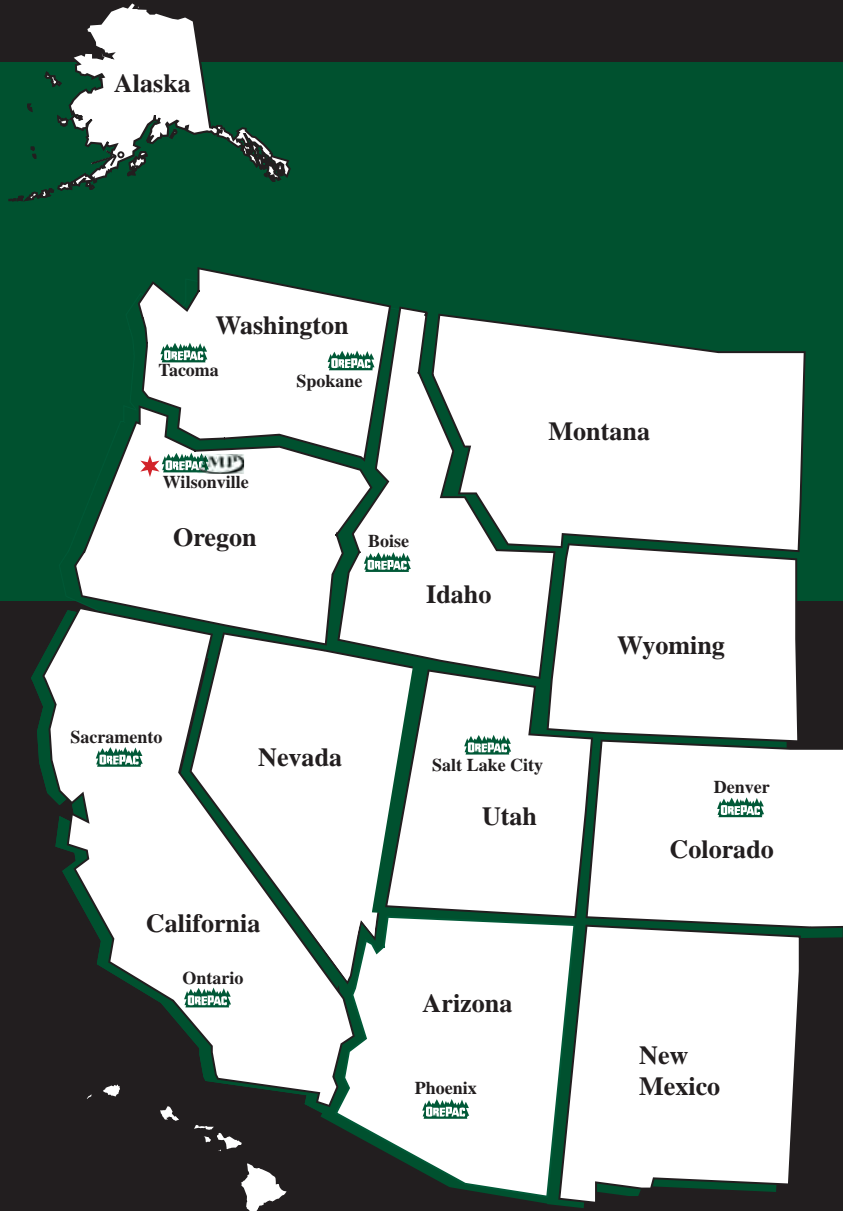 Alaska
Washington
OREPAC
Tacoma
OREPAC
Spokane
Montana
OREPAC MP
Wilsonville
Oregon
Boise
OREPAC
Idaho
Wyoming
Sacramento
OREPAC
Nevada
OREPAC
Salt Lake City
Utah
Denver
OREPAC
Colorado
California
Ontario
OREPAC
Arizona
New
Mexico
Phoenix
OREPAC